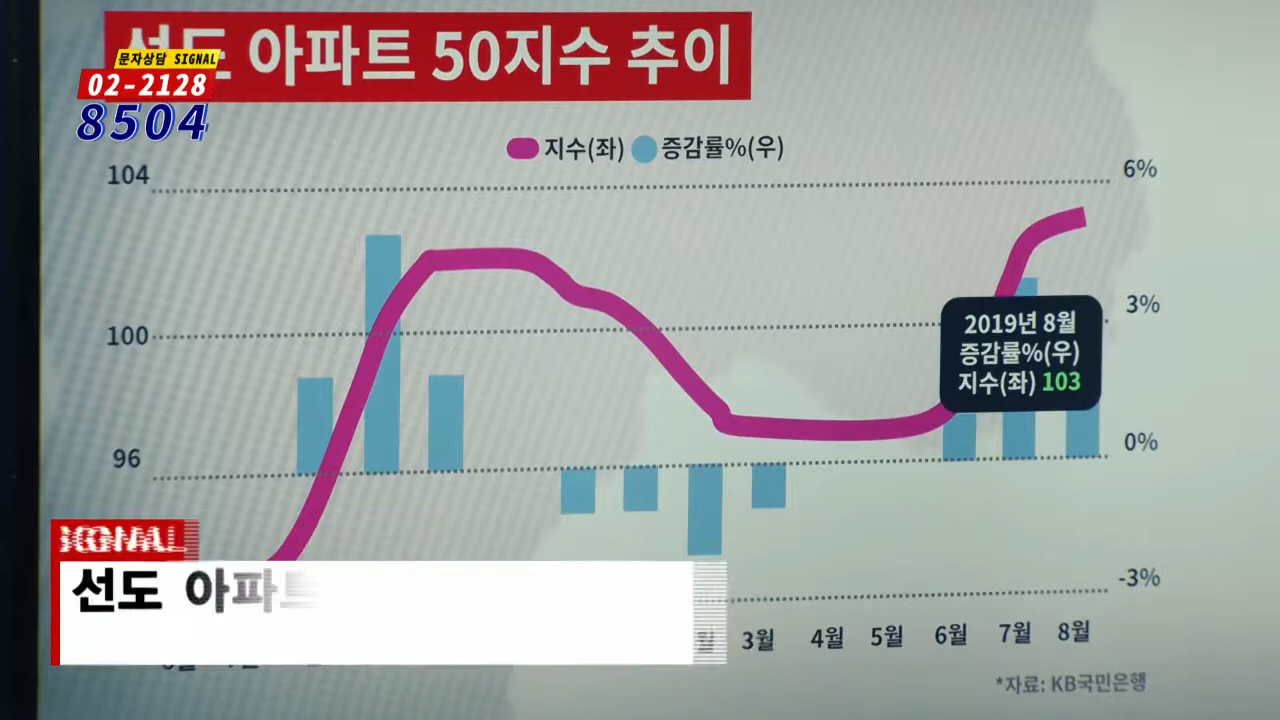 선도 아파트 50지수 추이
문자상담 SIGNAL
02-2128
8504
지수(좌) 증감률%(우)
104
6%
100
3%
2019년 8월
증감률%(우)
지수(좌) 103
96
0%
-3%
선도 아파트
3월 4월 5월 6월 7월 8월
*자료: KB국민은행